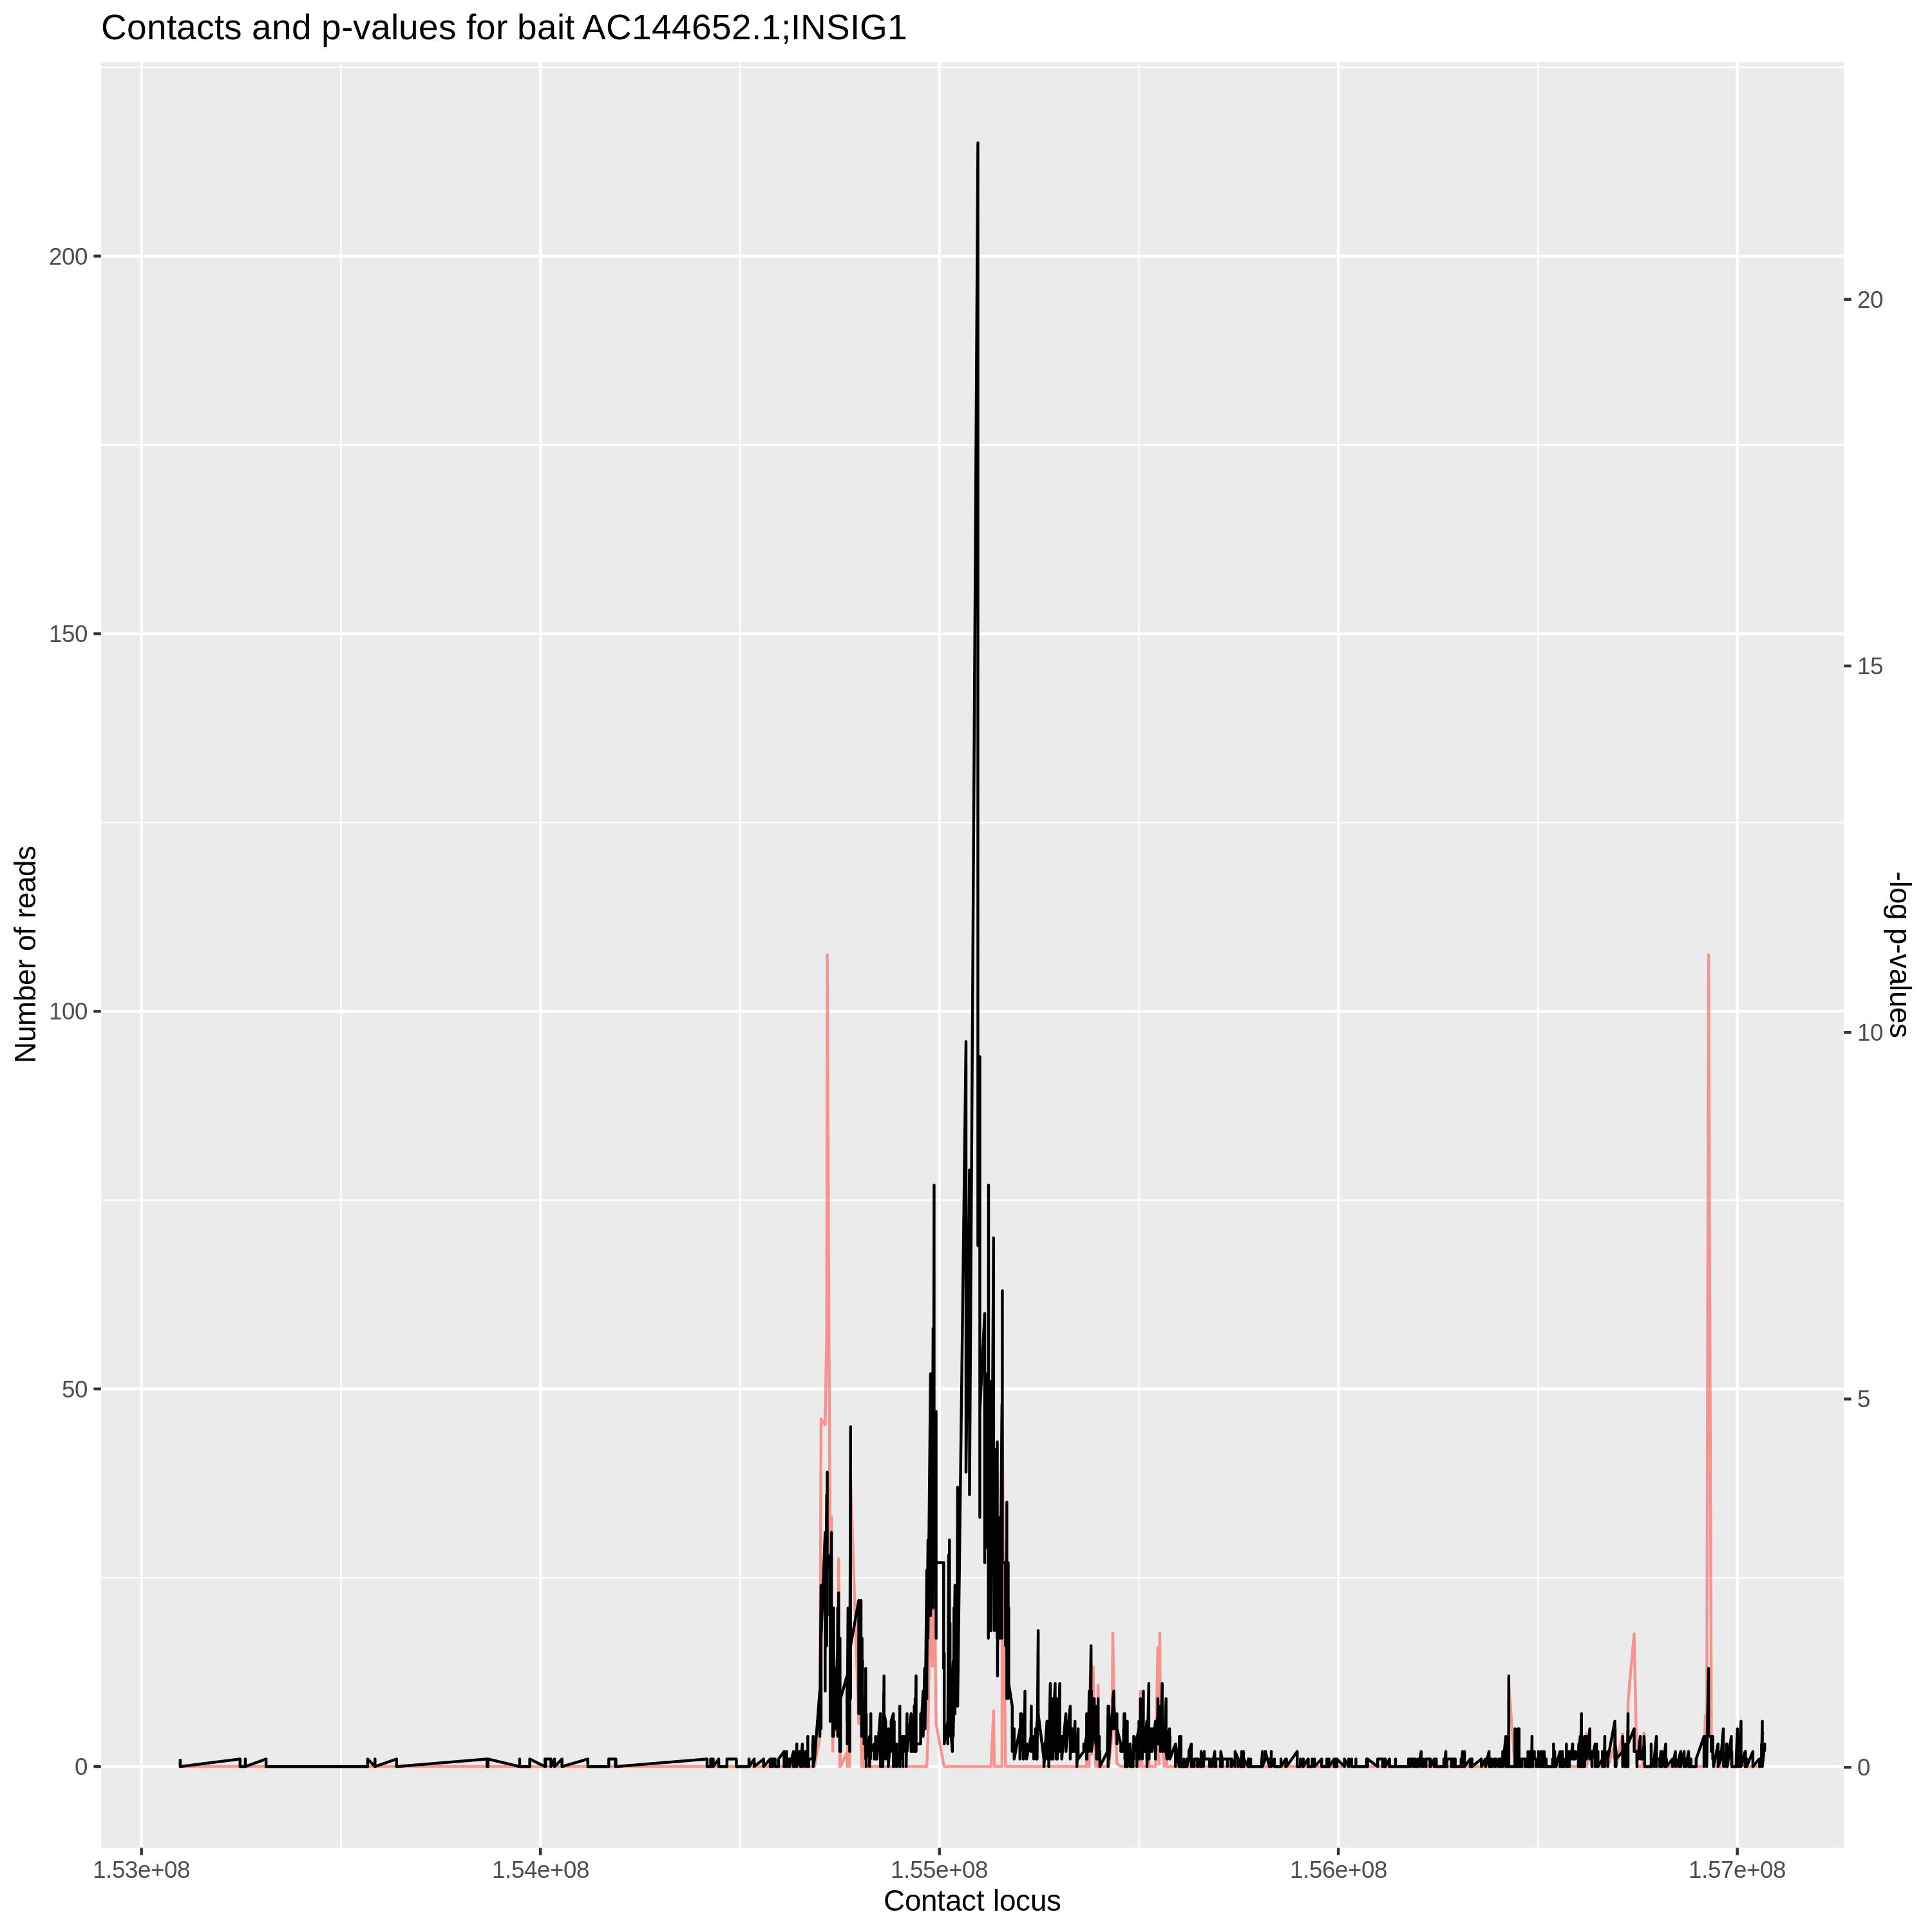 Contacts and p-values for bait AC144652.1;INSIG1
Number of reads
200
150
100
50
0
20
15
10
5
0
-log p-values
1.53e+08
1.54e+08
1.55e+08
1.56e+08
1.57e+08
Contact locus